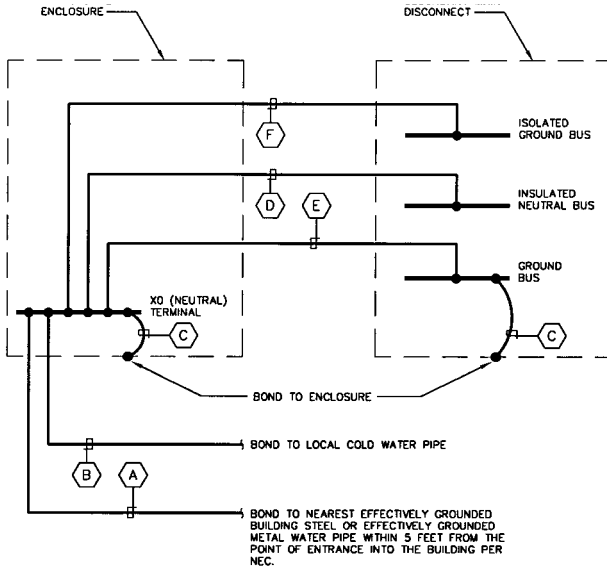 ENCLOSURE
DISCONNECT
F
ISOLATED
GROUND BUS
D
E
INSULATED
NEUTRAL BUS
GROUND
BUS
X0 (NEUTRAL)
TERMINAL
C
C
BOND TO ENCLOSURE
BOND TO LOCAL COLD WATER PIPE
B
A
BOND TO NEAREST EFFECTIVELY GROUNDED
BUILDING STEEL OR EFFECTIVELY GROUNDED
METAL WATER PIPE WITHIN 5 FEET FROM THE
POINT OF ENTRANCE INTO THE BUILDING PER
NEC.